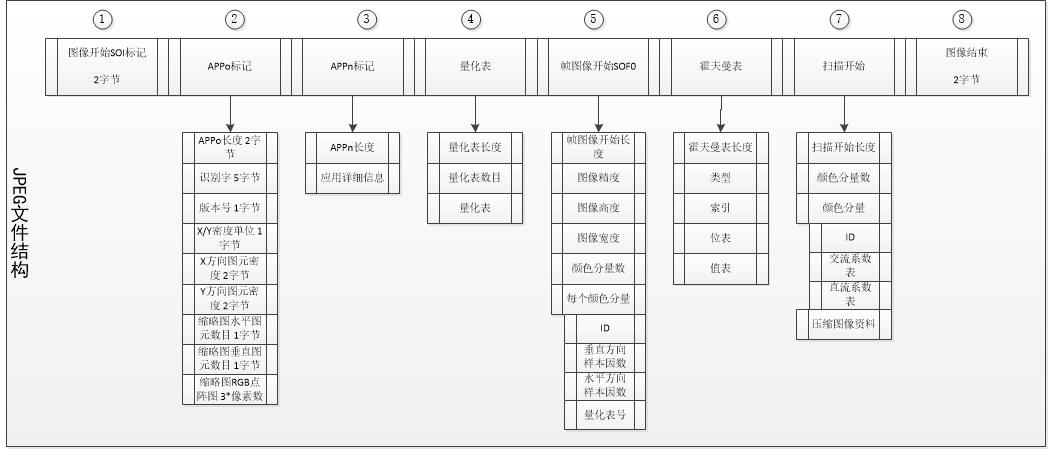 ①
②
③
④
⑤
⑥
⑦
⑧
图像开始SOI标记
2字节
APPo标记
APPn标记
量化表
帧图像开始SOF0
霍夫曼表
扫描开始
图像结束
2字节
APPo长度 2字
节
识别字 5字节
版本号 1字节
X/Y密度单位 1
字节
X方向图元密
度 2字节
Y方向图元密
度 2字节
缩略图水平图
元数目 1字节
缩略图垂直图
元数目 1字节
缩略图RGB点
阵图 3*像素数
APPn长度
应用详细信息
量化表长度
量化表数目
量化表
帧图像开始长
度
图像精度
图像高度
图像宽度
颜色分量数
每个颜色分量
ID
垂直方向
样本因数
水平方向
样本因数
量化表号
霍夫曼表长度
类型
索引
位表
值表
扫描开始长度
颜色分量数
颜色分量
ID
交流系数
表
直流系数
表
压缩图像资料
JPEG文件结构